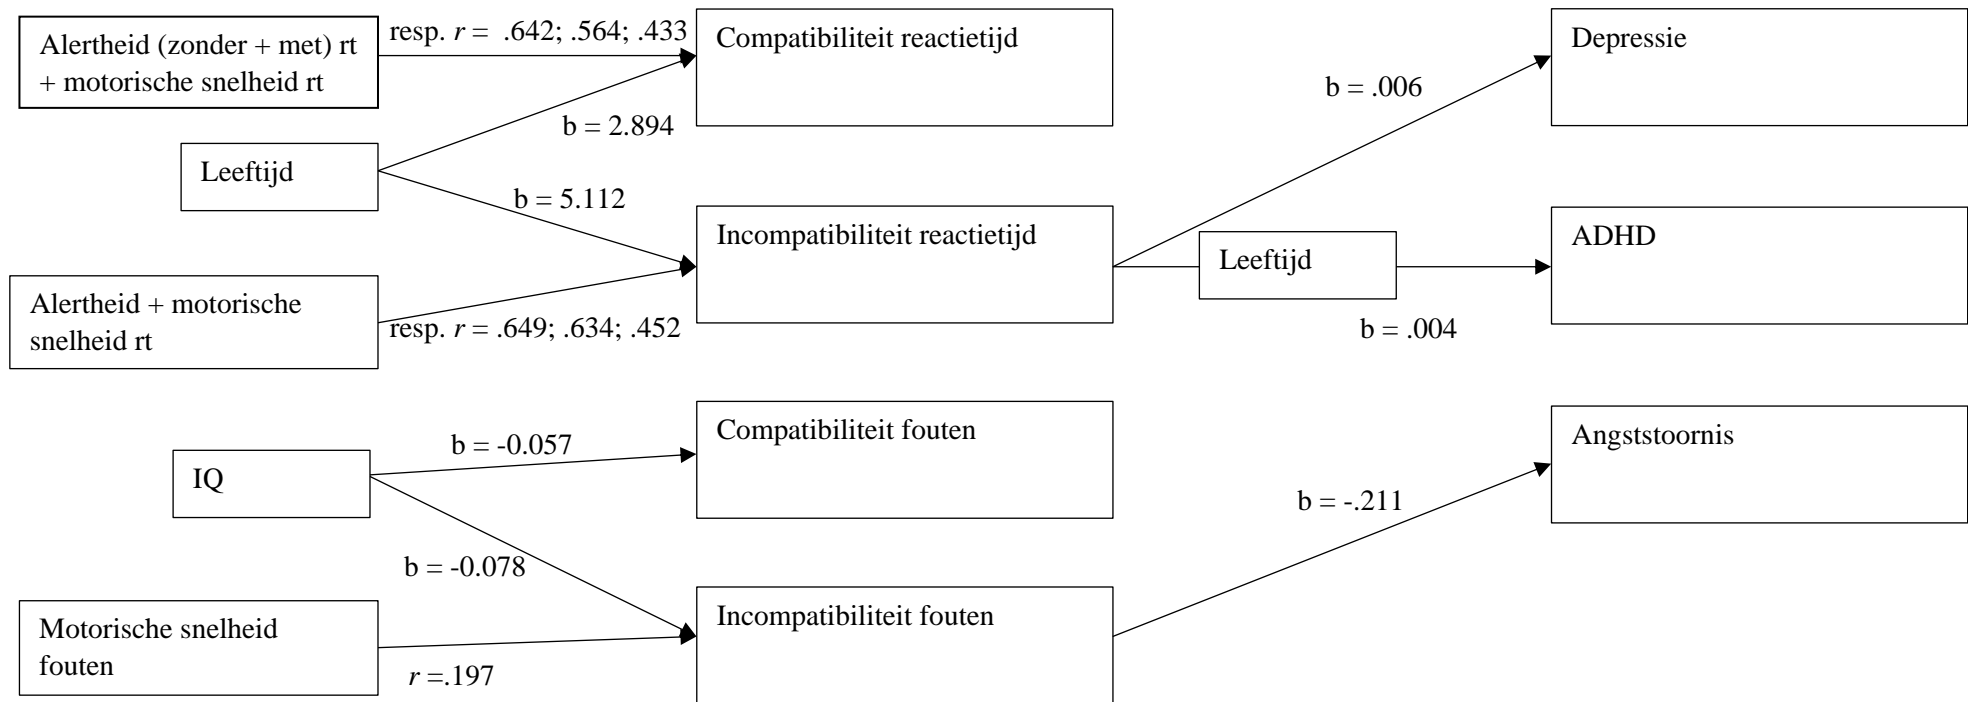 Alertheid (zonder + met) rt
+ motorische snelheid rt
resp. r = .642; .564; .433
Compatibiliteit reactietijd
Depressie
b = .006
b = 2.894
Leeftijd
b = 5.112
Incompatibiliteit reactietijd
Leeftijd
ADHD
Alertheid + motorische
snelheid rt
resp. r = .649; .634; .452
b = .004
Compatibiliteit fouten
Angststoornis
b = -0.057
IQ
b = -.211
b = -0.078
Motorische snelheid
fouten
Incompatibiliteit fouten
r =.197